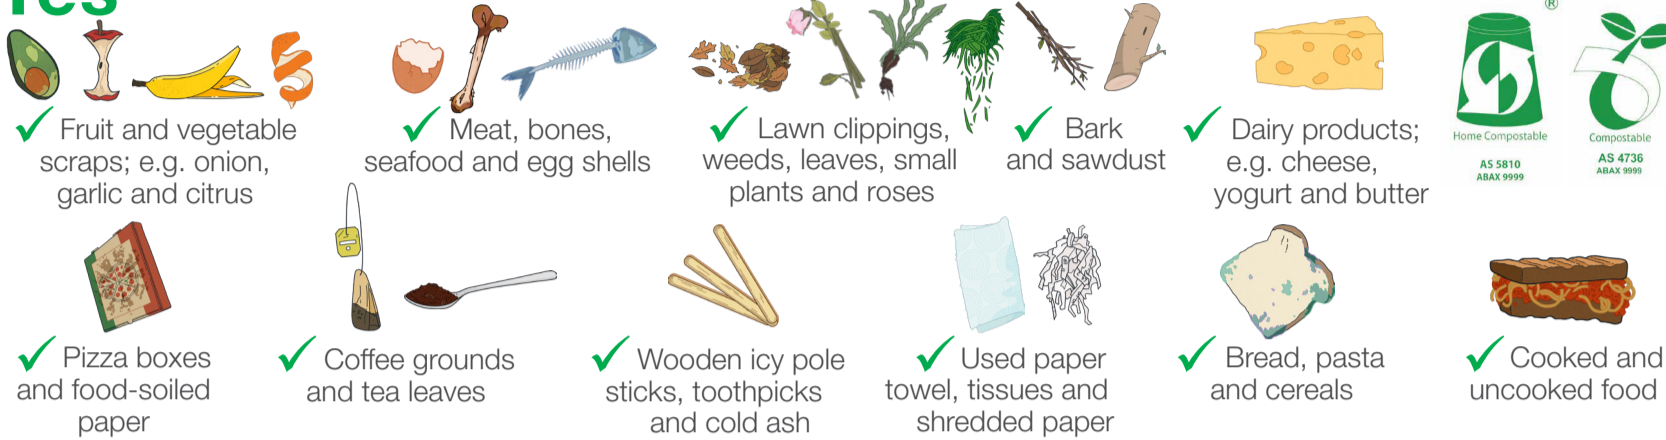 Yes
®
✓ Fruit and vegetable
scraps; e.g. onion,
garlic and citrus
✓ Meat, bones,
seafood and egg shells
✓ Lawn clippings,
weeds, leaves, small
plants and roses
✓ Bark
and sawdust
✓ Dairy products;
e.g. cheese,
yogurt and butter
Home Compostable
AS 5810
ABAX 9999
Compostable
AS 4736
ABAX 9999
✓ Pizza boxes
and food-soiled
paper
✓ Coffee grounds
and tea leaves
✓ Wooden icy pole
sticks, toothpicks
and cold ash
✓ Used paper
towel, tissues and
shredded paper
✓ Bread, pasta
and cereals
✓ Cooked and
uncooked food